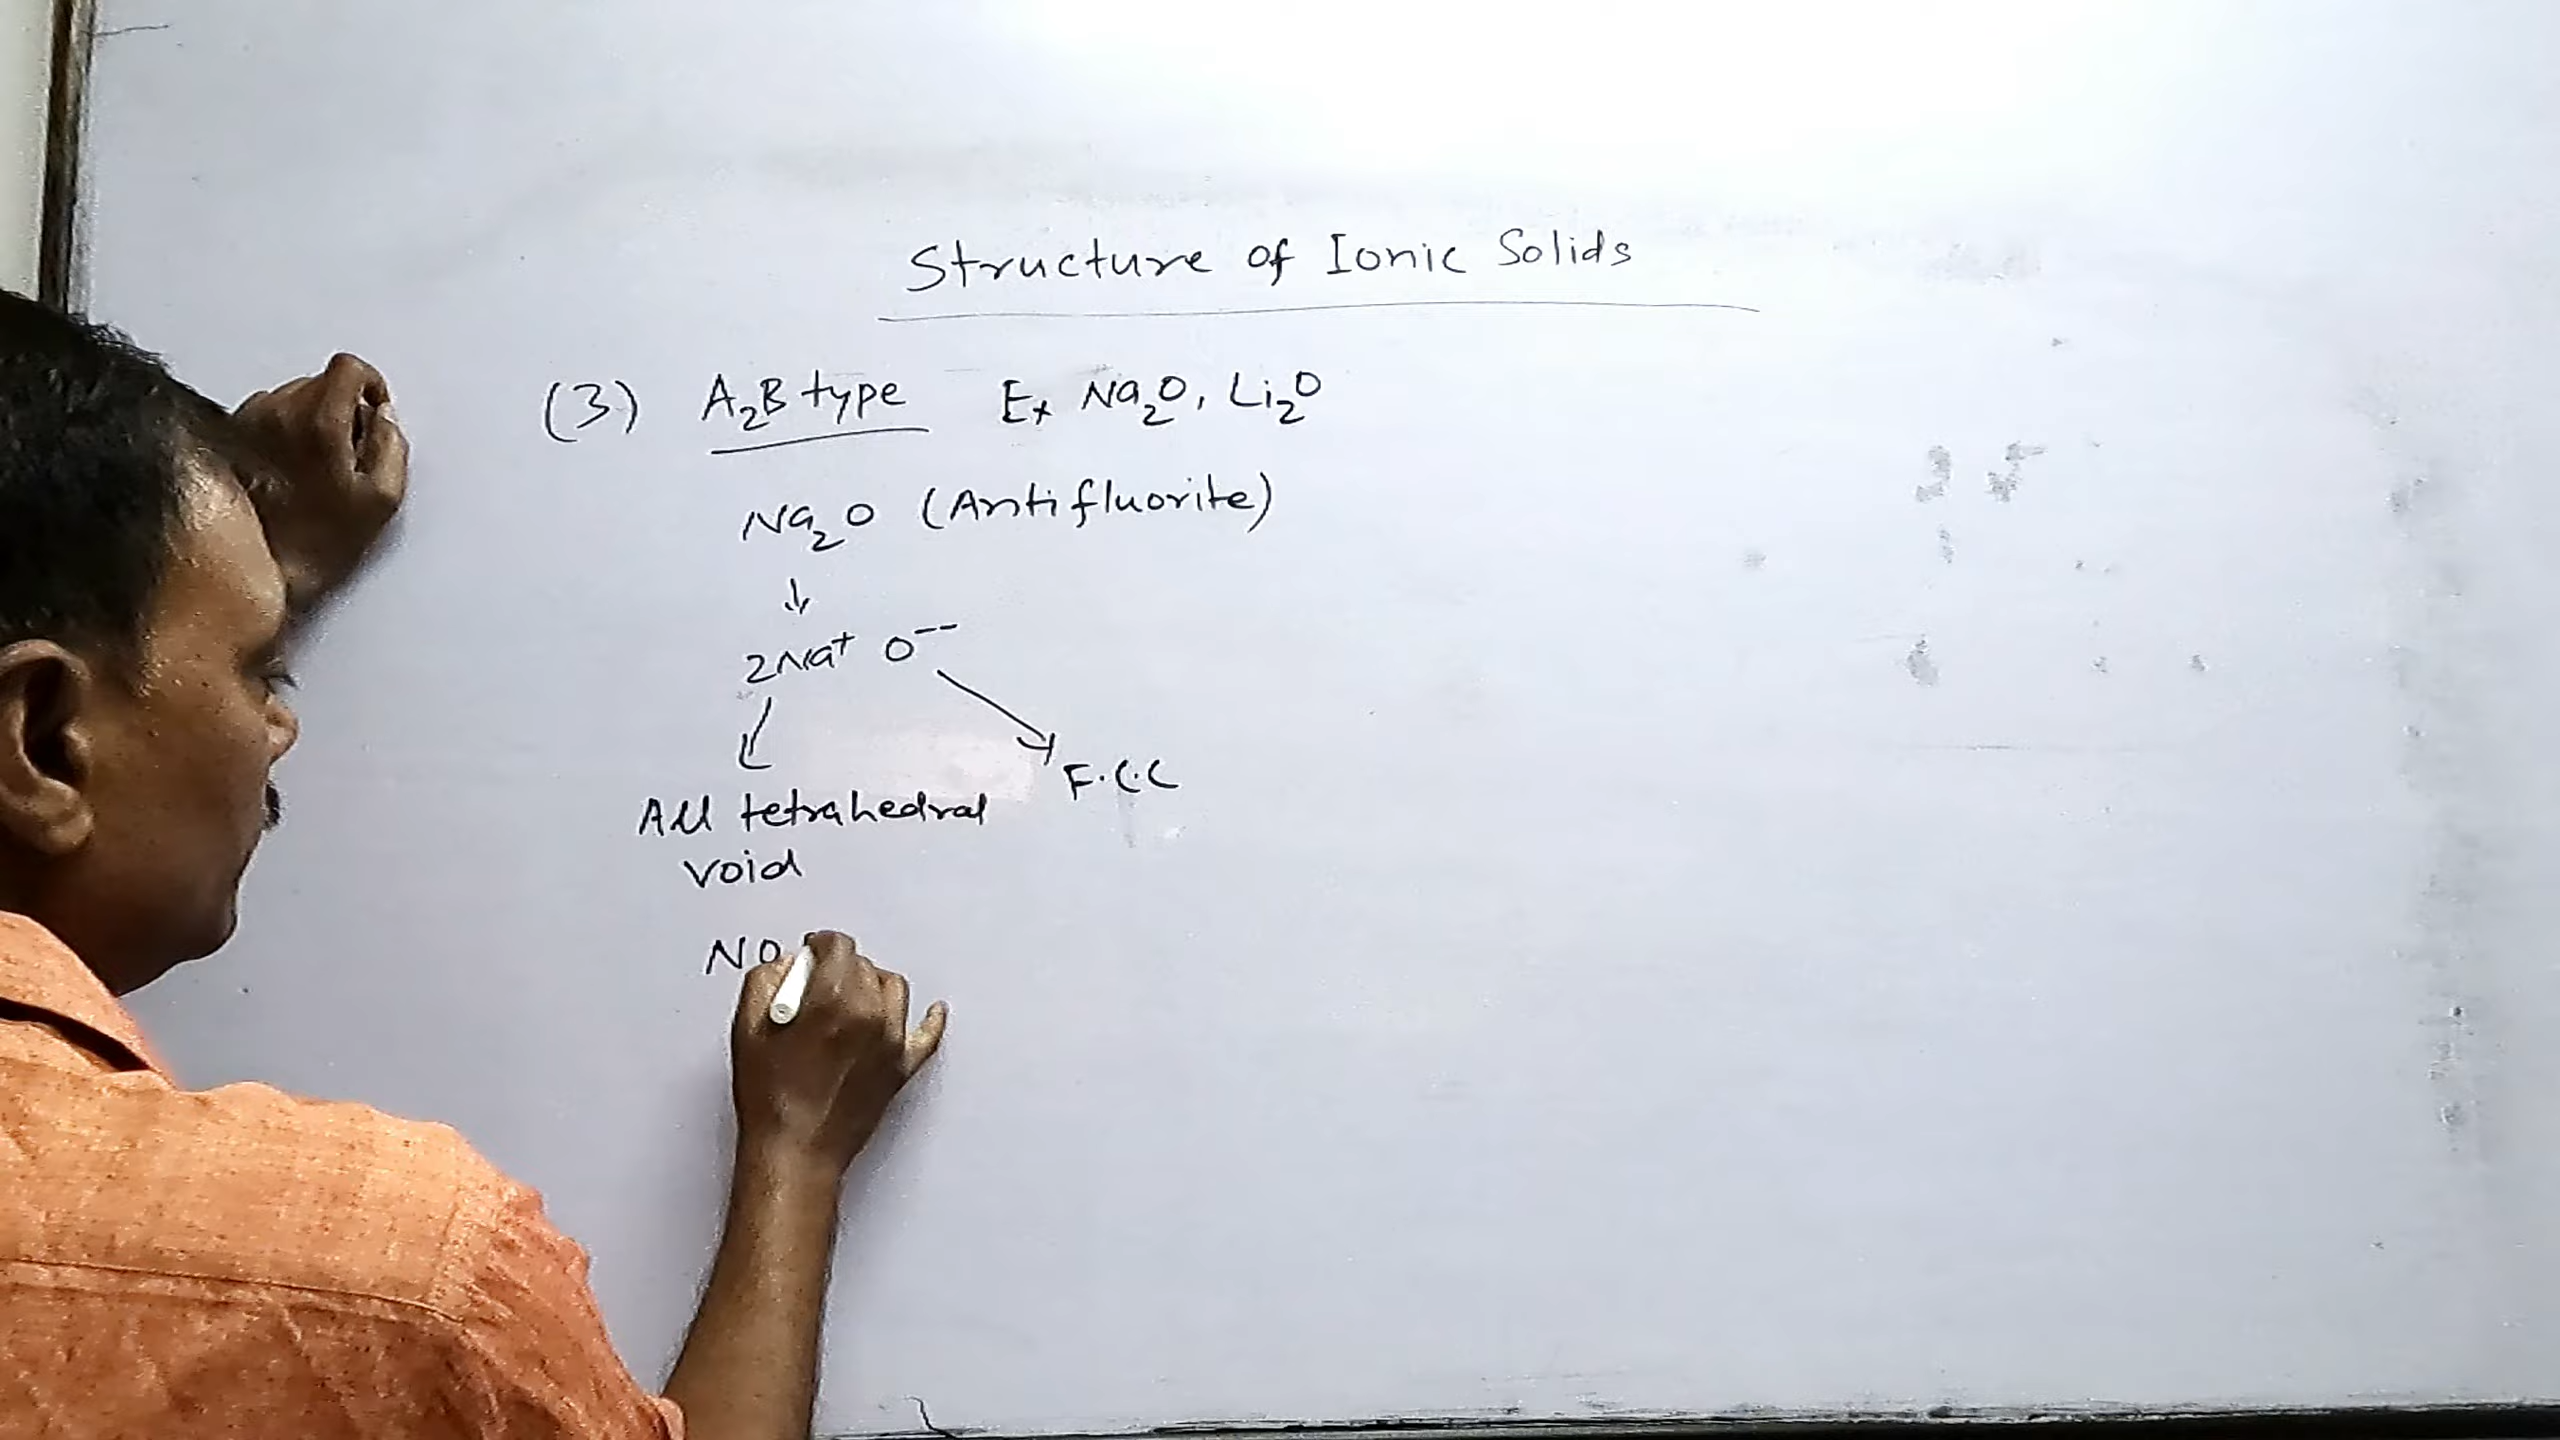 Structure of Ionic Solids
(3) A₂B type Ex Na₂O, Li₂O
Na₂O (Antifluorite)
↓
2Na⁺ O⁻⁻
F.C.C
All tetrahedral
void
No